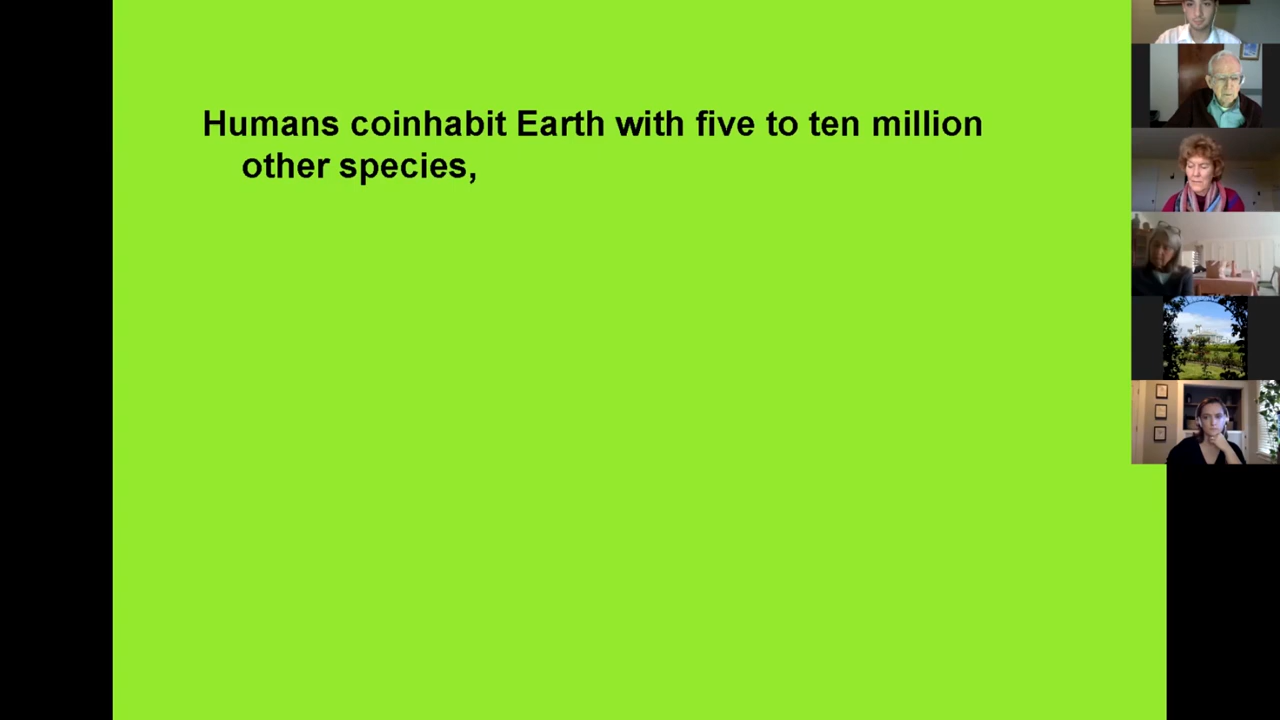 Humans coinhabit Earth with five to ten million
other species,